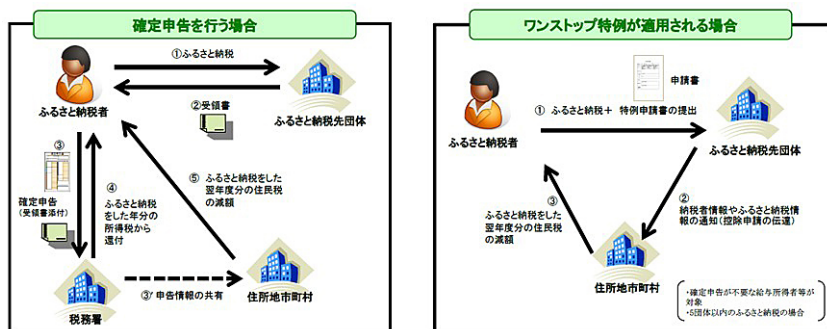 確定申告を行う場合
①ふるさと納税
ふるさと納税者
②受領書
ふるさと納税先団体
③
確定申告
(受領書添付)
④
ふるさと納税
をした年分の
所得税から
還付
⑤ ふるさと納税をした
翌年度分の住民税
の減額
税務署
③' 申告情報の共有
住所地市町村
ワンストップ特例が適用される場合
申請書
① ふるさと納税+ 特例申請書の提出
ふるさと納税者
ふるさと納税先団体
②
納税者情報やふるさと納税情
報の通知(控除申請の伝達)
③
ふるさと納税をした
翌年度分の住民税
の減額
住所地市町村
・確定申告が不要な給与所得者等が
対象
・5団体以内のふるさと納税の場合